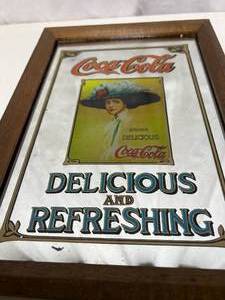 Coca-Cola
DRINK
DELICIOUS
Coca-Cola
DELICIOUS
AND
REFRESHING